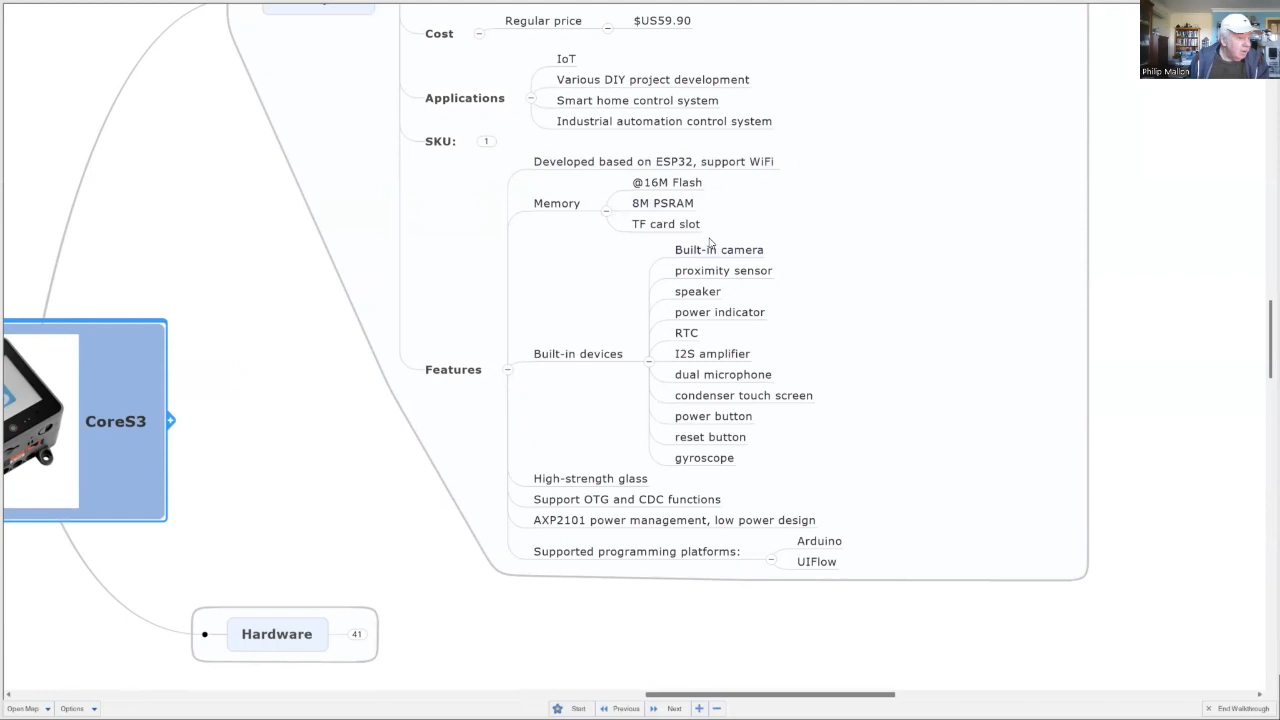 Cost
Regular price
$US59.90
Applications
IoT
Various DIY project development
Smart home control system
Industrial automation control system
SKU:
1
Features
Developed based on ESP32, support WiFi
Memory
@16M Flash
8M PSRAM
TF card slot
Built-in devices
Built-in camera
proximity sensor
speaker
power indicator
RTC
I2S amplifier
dual microphone
condenser touch screen
power button
reset button
gyroscope
High-strength glass
Support OTG and CDC functions
AXP2101 power management, low power design
Supported programming platforms:
Arduino
UIFlow
CoreS3
Hardware
41
Philip Mallon
Open Map
Options
Start
Previous
Next
End Walkthrough